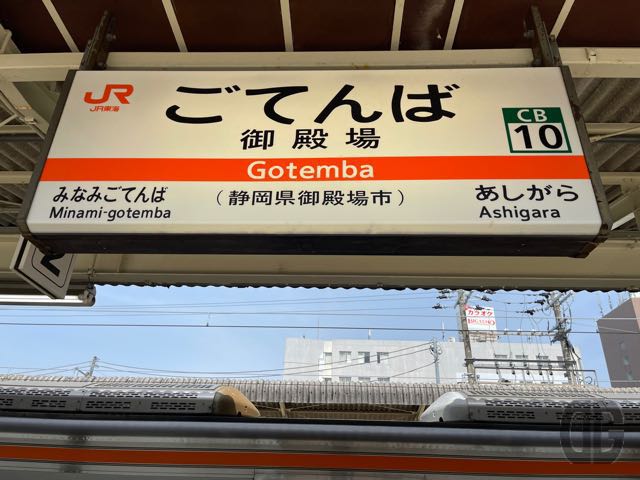 JR
JR東海
ごてんば
御殿場
CB
10
Gotemba
みなみごてんば
Minami-gotemba
（静岡県御殿場市）
あしがら
Ashigara
2
カラオケ